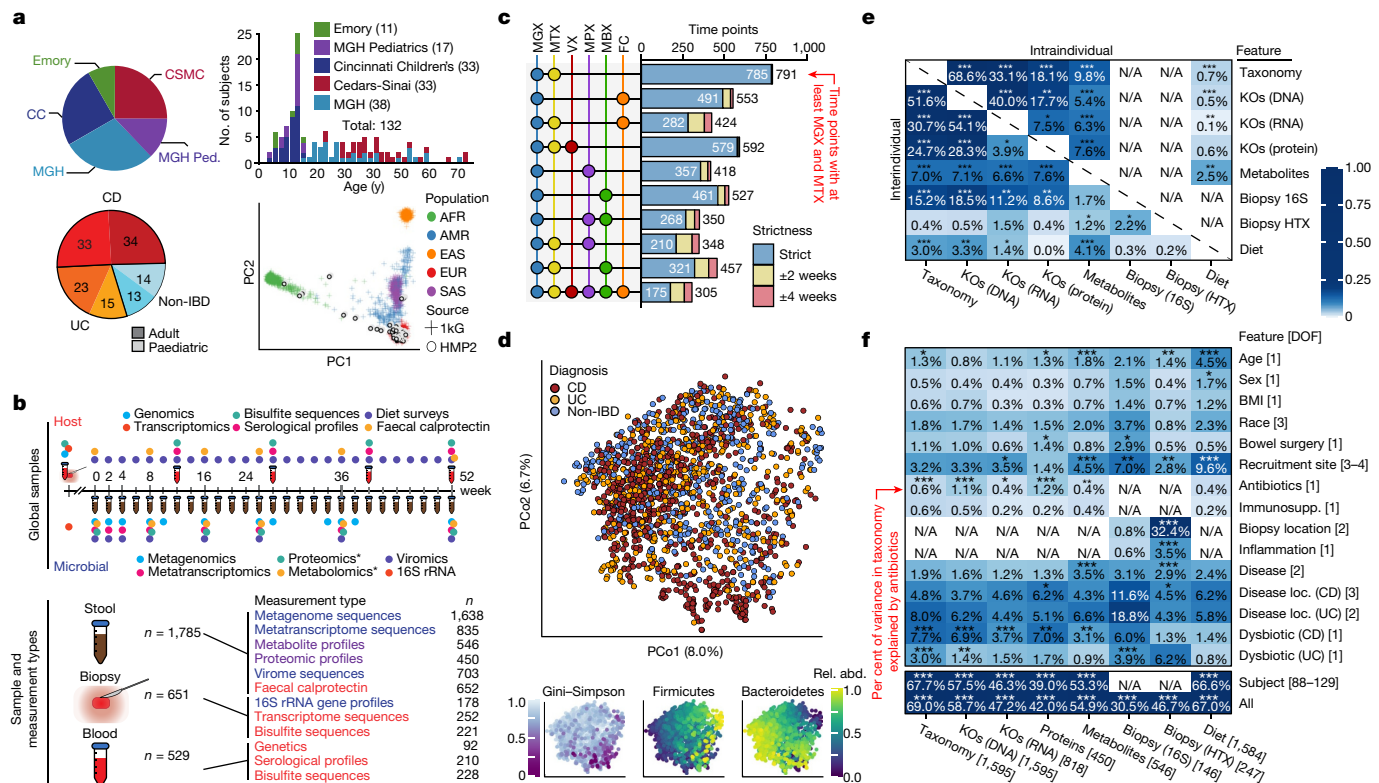 a
Emory
CSMC
CC
MGH
MGH Ped.
CD
33
34
23
15
13
14
UC
Non-IBD
Adult
Paediatric
No. of subjects
25
20
15
10
5
0
Emory (11)
MGH Pediatrics (17)
Cincinnati Children's (33)
Cedars-Sinai (33)
MGH (38)
Total: 132
0 10 20 30 40 50 60 70
Age (y)
PC2
PC1
Population
AFR
AMR
EAS
EUR
SAS
Source
1kG
HMP2
b
Host
Genomics
Bisulfite sequences
Diet surveys
Transcriptomics
Serological profiles
Faecal calprotectin
Global samples
0 2 4 8 12 16 24 28 36 40 52
week
Microbial
Metagenomics
Proteomics*
Viromics
Metatranscriptomics
Metabolomics*
16S rRNA
Sample and measurement types
Stool
n = 1,785
Biopsy
n = 651
Blood
n = 529
Measurement type n
Metagenome sequences 1,638
Metatranscriptome sequences 835
Metabolite profiles 546
Proteomic profiles 450
Virome sequences 703
Faecal calprotectin 652
16S rRNA gene profiles 178
Transcriptome sequences 252
Bisulfite sequences 221
Genetics 92
Serological profiles 210
Bisulfite sequences 228
c
MGX MTX VX MPX MBX FC
Time points
0 250 500 750 1,000
785 791
491 553
282 424
579 592
357 418
461 527
268 350
210 348
321 457
175 305
Time points with at least MGX and MTX
Strictness
Strict
±2 weeks
±4 weeks
d
Diagnosis
CD
UC
Non-IBD
PCo2 (6.7%)
PCo1 (8.0%)
Gini–Simpson
1.0
0.5
0
Firmicutes
Bacteroidetes
Rel. abd.
1.0
0.5
0.0
e
Intraindividual
Feature
Interindividual
*** 68.6% *** 33.1% *** 18.1% *** 9.8% N/A N/A *** 0.7% Taxonomy
*** 51.6% *** 40.0% *** 17.7% *** 5.4% N/A N/A *** 0.5% KOs (DNA)
*** 30.7% *** 54.1% * 7.5% *** 6.3% N/A N/A ** 0.1% KOs (RNA)
*** 24.7% *** 28.3% * 3.9% *** 7.6% N/A N/A 0.6% KOs (protein)
*** 7.0% *** 7.1% *** 6.6% *** 7.6% N/A N/A ** 2.5% Metabolites
*** 15.2% *** 18.5% ** 11.2% ** 8.6% 1.7% N/A N/A Biopsy 16S
0.4% 0.5% 1.5% 0.4% * 1.2% * 2.2% N/A Biopsy HTX
*** 3.0% ** 3.3% * 1.4% 0.0% *** 4.1% 0.3% 0.2% Diet
Taxonomy
KOs (DNA)
KOs (RNA)
KOs (protein)
Metabolites
Biopsy (16S)
Biopsy (HTX)
Diet
1.00
0.75
0.50
0.25
0
f
Feature [DOF]
* 1.3% 0.8% 1.1% * 1.3% *** 1.8% 2.1% ** 1.4% *** 4.5% Age [1]
0.5% 0.4% 0.4% 0.3% 0.7% 1.5% 0.4% * 1.7% Sex [1]
0.6% 0.7% 0.3% 0.3% 0.7% 1.4% 0.7% 1.2% BMI [1]
1.8% 1.7% 1.4% 1.5% 2.0% 3.7% 0.8% 2.3% Race [3]
1.1% 1.0% 0.6% * 1.4% 0.8% * 2.9% 0.5% 0.5% Bowel surgery [1]
3.2% 3.3% * 3.5% 1.4% *** 4.5% ** 7.0% ** 2.8% *** 9.6% Recruitment site [3–4]
*** 0.6% *** 1.1% * 0.4% *** 1.2% ** 0.4% N/A N/A 0.4% Antibiotics [1]
0.6% 0.5% 0.2% 0.2% 0.4% N/A N/A 0.4% Immunosupp. [1]
N/A N/A N/A N/A N/A 0.8% *** 32.4% N/A Biopsy location [2]
N/A N/A N/A N/A N/A 0.6% *** 3.5% N/A Inflammation [1]
1.9% 1.6% 1.2% 1.3% *** 3.5% 3.1% ** 2.9% 2.4% Disease [2]
4.8% 3.7% 4.6% * 6.2% 4.3% 11.6% * 4.5% 6.2% Disease loc. (CD) [3]
8.0% 6.2% 4.4% 5.1% 6.6% 18.8% 4.3% 5.8% Disease loc. (UC) [2]
*** 7.7% *** 6.9% *** 3.7% *** 7.0% ** 3.1% 6.0% 1.3% 1.4% Dysbiotic (CD) [1]
*** 3.0% ** 1.4% 1.5% 1.7% 0.9% *** 3.9% 6.2% 0.8% Dysbiotic (UC) [1]
*** 67.7% *** 57.5% *** 46.3% *** 39.0% *** 53.3% N/A N/A *** 66.6% Subject [88–129]
*** 69.0% *** 58.7% *** 47.2% *** 42.0% *** 54.9% *** 30.5% *** 46.7% *** 67.0% All
Per cent of variance in taxonomy explained by antibiotics
Taxonomy [1,595]
KOs (DNA) [1,595]
KOs (RNA) [818]
Proteins [450]
Metabolites [546]
Biopsy (16S) [146]
Biopsy (HTX) [247]
Diet [1,584]